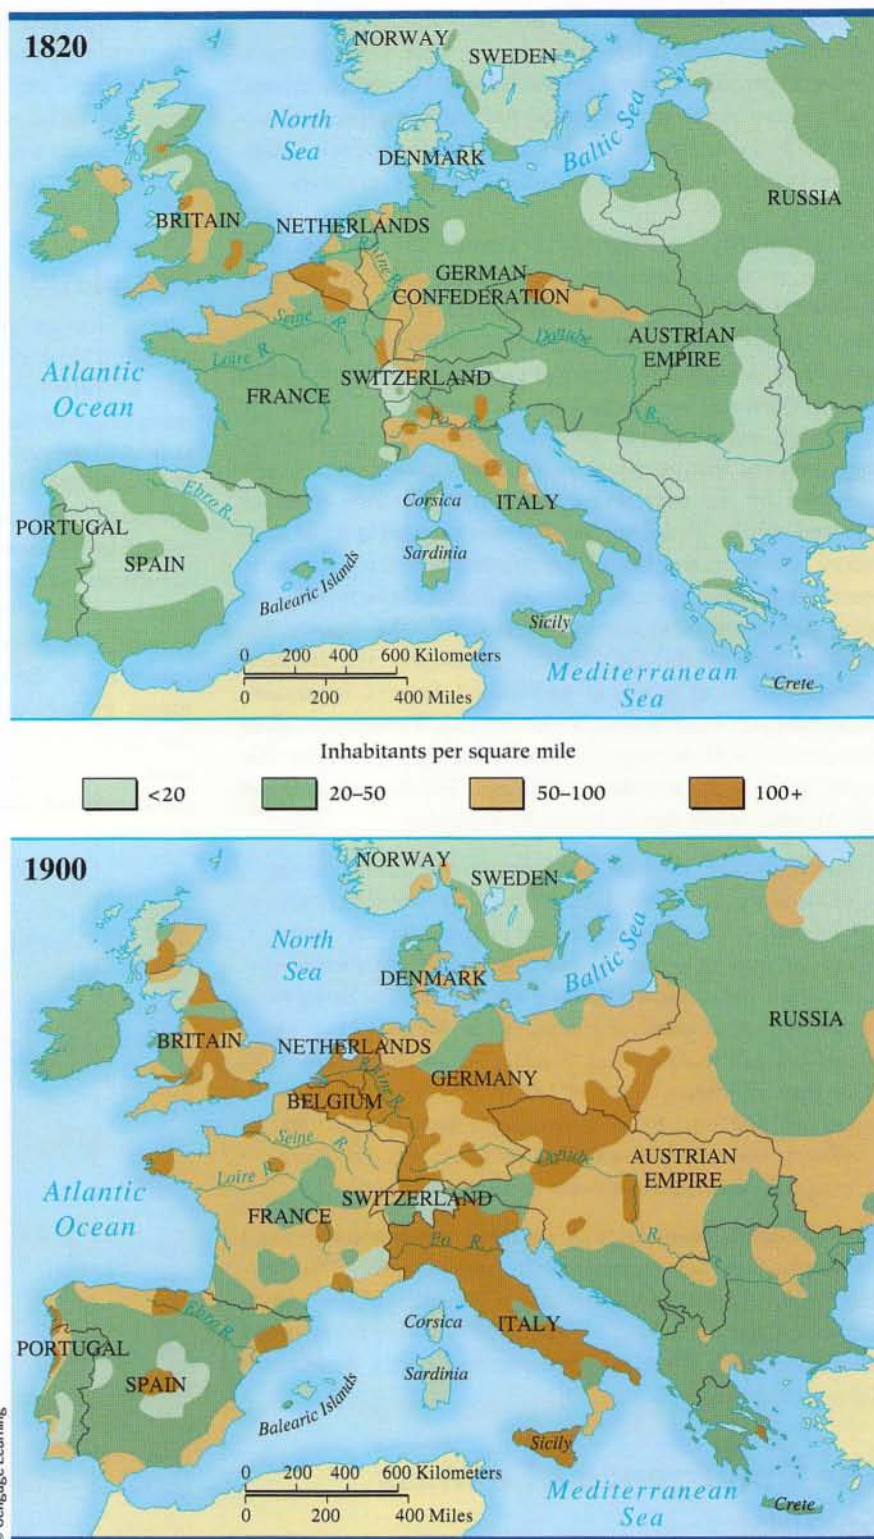 1820
NORWAY
SWEDEN
North
Sea
Baltic Sea
DENMARK
RUSSIA
BRITAIN
NETHERLANDS
Rhine R.
GERMAN
CONFEDERATION
Seine R.
Danube R.
AUSTRIAN
EMPIRE
Loire R.
Atlantic
Ocean
SWITZERLAND
FRANCE
Po R.
Ebro R.
Corsica
ITALY
PORTUGAL
SPAIN
Sardinia
Balearic Islands
Sicily
0 200 400 600 Kilometers
0 200 400 Miles
Mediterranean
Sea
Crete
Inhabitants per square mile
<20
20–50
50–100
100+
1900
NORWAY
SWEDEN
North
Sea
Baltic Sea
DENMARK
RUSSIA
BRITAIN
NETHERLANDS
Rhine R.
GERMANY
BELGIUM
Seine R.
Danube R.
AUSTRIAN
EMPIRE
Loire R.
Atlantic
Ocean
SWITZERLAND
FRANCE
Po R.
Ebro R.
Corsica
ITALY
PORTUGAL
SPAIN
Sardinia
Balearic Islands
Sicily
0 200 400 600 Kilometers
0 200 400 Miles
Mediterranean
Sea
Crete
© Cengage Learning